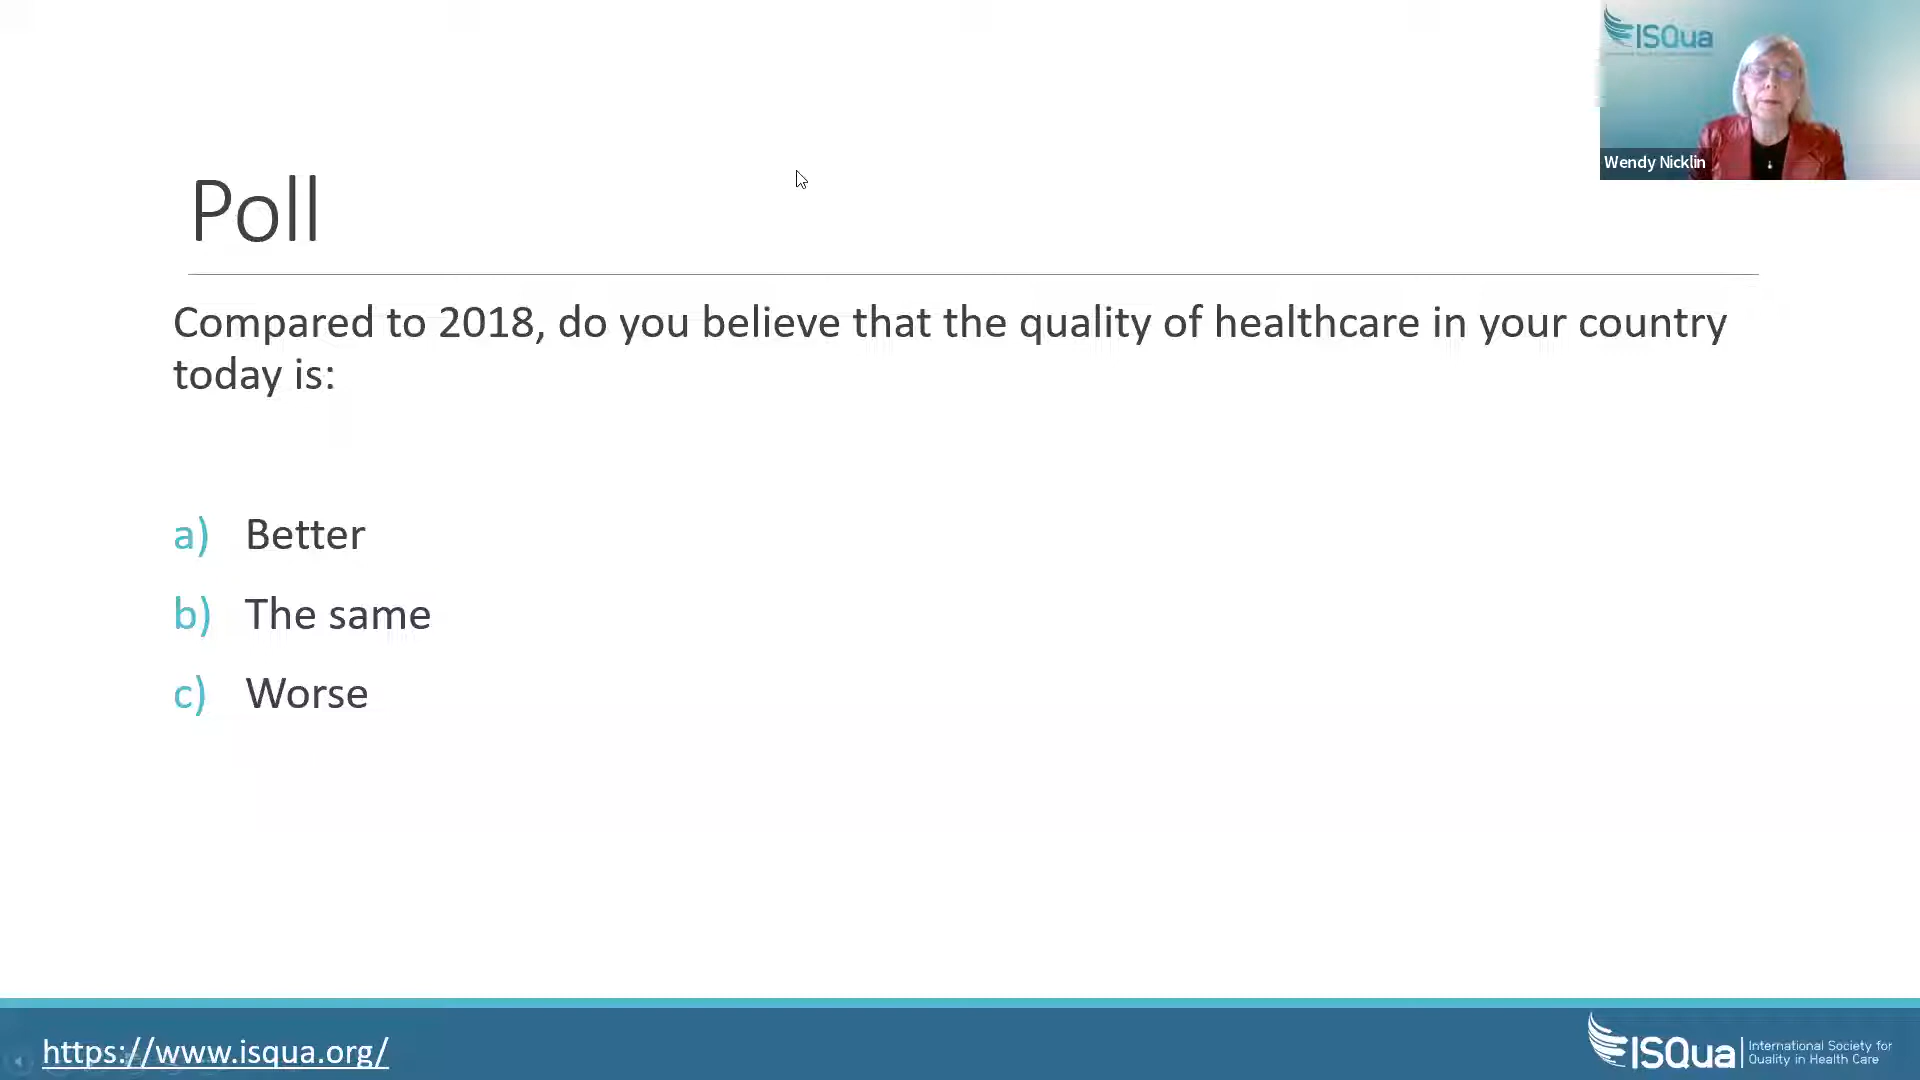 ISQua
Wendy Nicklin
Poll
Compared to 2018, do you believe that the quality of healthcare in your country
today is:
a) Better
b) The same
c) Worse
https://www.isqua.org/
ISQua
International Society for
Quality in Health Care